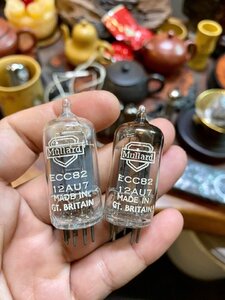 Mullard
ECC82
12AU7
MADE IN
GT. BRITAIN
Mullard
ECC82
12AU7
MADE IN
GT. BRITAIN